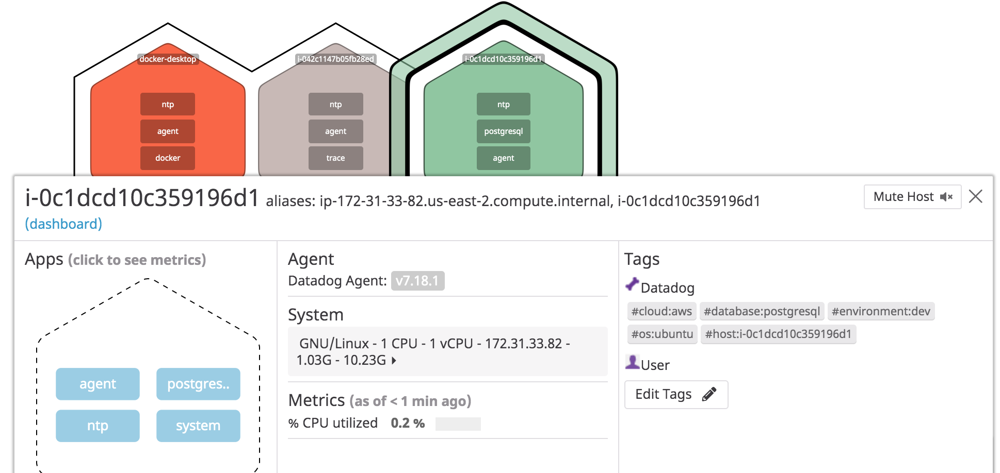 docker-desktop
i-042c1147b05fb28ed
i-0c1dcd10c359196d1
ntp
ntp
ntp
agent
agent
postgresql
docker
trace
agent
i-0c1dcd10c359196d1 aliases: ip-172-31-33-82.us-east-2.compute.internal, i-0c1dcd10c359196d1
Mute Host
(dashboard)
Apps (click to see metrics)
agent
postgres..
ntp
system
Agent
Datadog Agent: v7.18.1
System
GNU/Linux - 1 CPU - 1 vCPU - 172.31.33.82 -
1.03G - 10.23G
Metrics (as of < 1 min ago)
% CPU utilized 0.2 %
Tags
Datadog
#cloud:aws #database:postgresql #environment:dev
#os:ubuntu #host:i-0c1dcd10c359196d1
User
Edit Tags